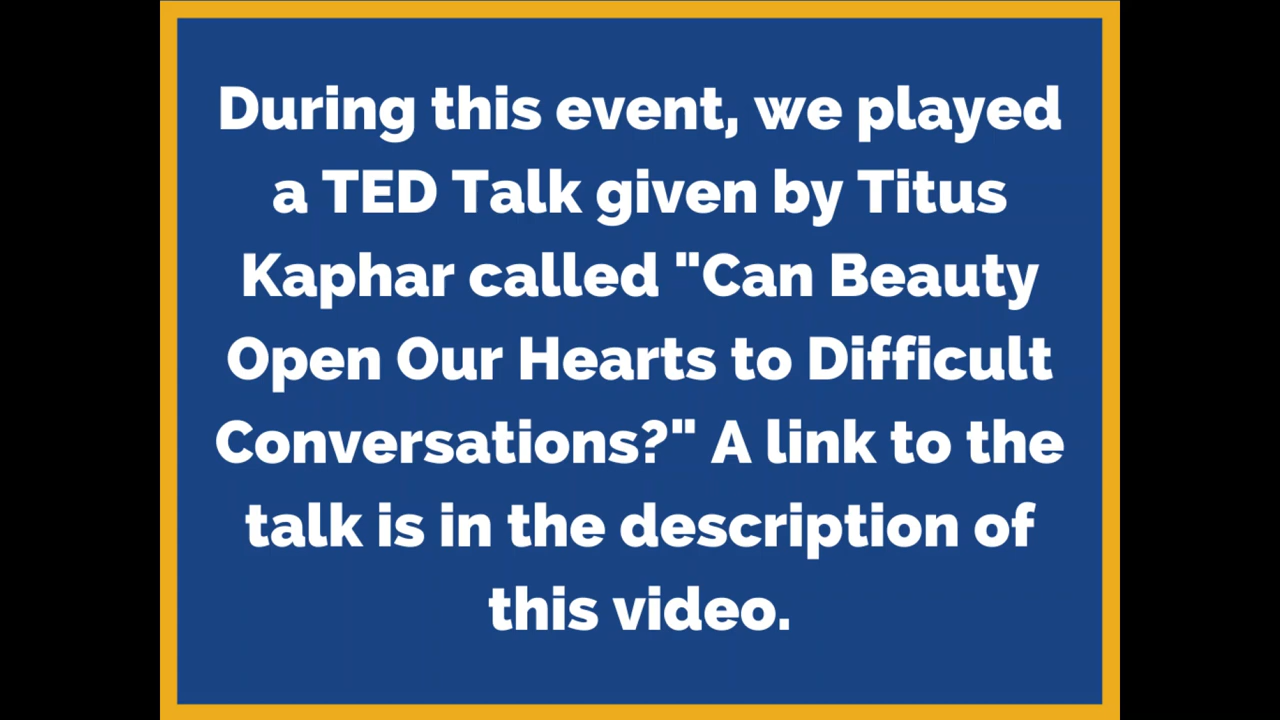 During this event, we played
a TED Talk given by Titus
Kaphar called "Can Beauty
Open Our Hearts to Difficult
Conversations?" A link to the
talk is in the description of
this video.